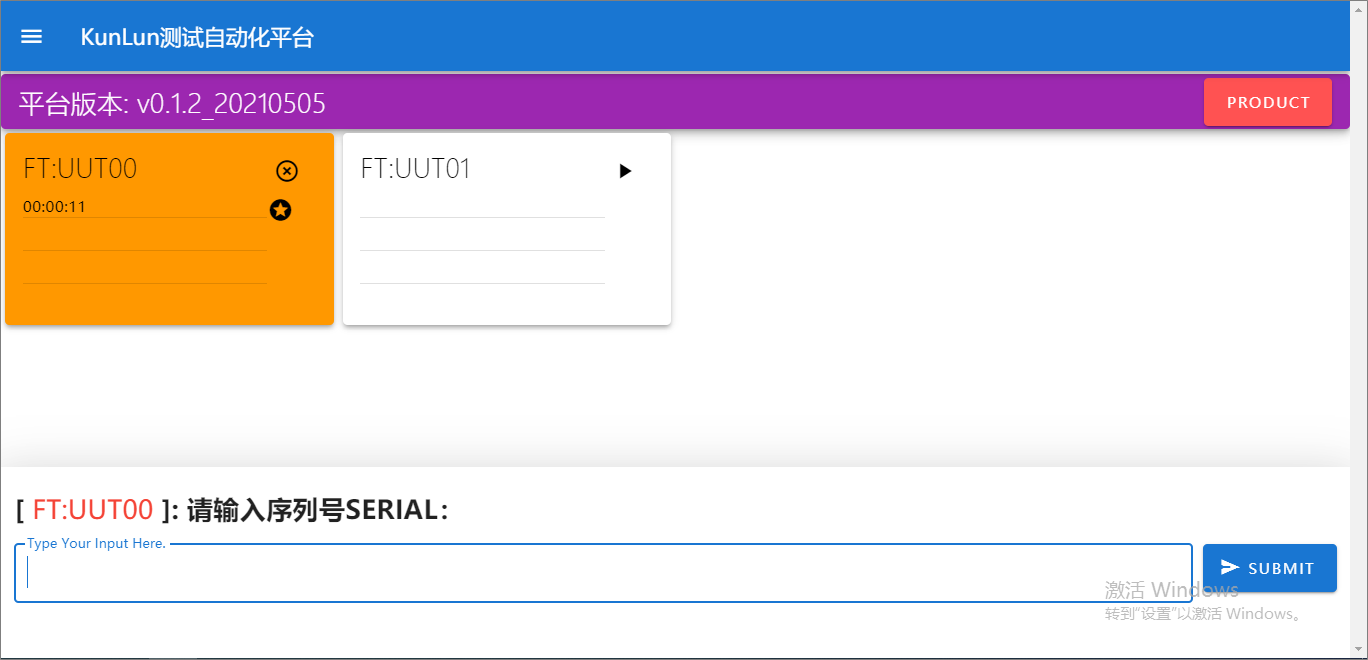 KunLun测试自动化平台
平台版本: v0.1.2_20210505
PRODUCT
FT:UUT00
00:00:11
FT:UUT01
[ FT:UUT00 ]: 请输入序列号SERIAL:
Type Your Input Here.
SUBMIT
激活 Windows
转到"设置"以激活 Windows。